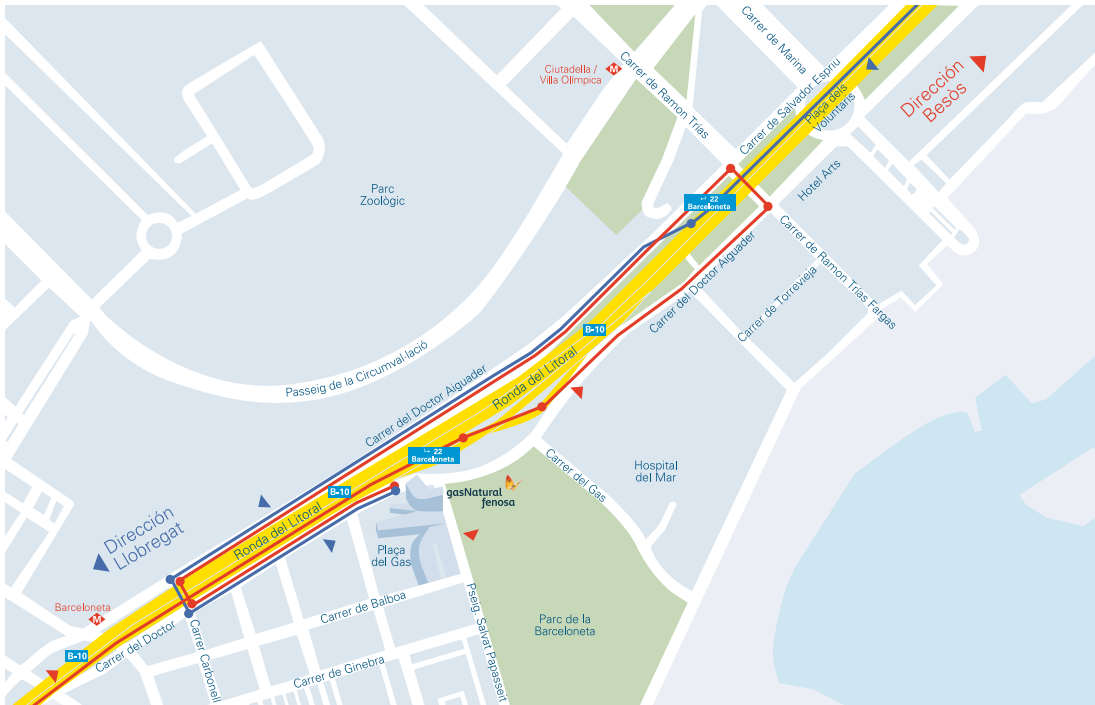 Carrer de Marina
Ciutadella /
Villa Olímpica
M
Carrer de Ramon Trías
Carrer de Salvador Espriu
Plaça dels
Voluntaris
Dirección
Besòs
Parc
Zoològic
Hotel Arts
22
Barceloneta
Carrer de Ramon Trías Fargas
Carrer del Doctor Aiguader
Carrer de Torrevieja
B-10
Passeig de la Circumval·lació
Ronda del Litoral
Carrer del Doctor Aiguader
22
Barceloneta
Carrer del Gas
Hospital
del Mar
B-10
gasNatural
fenosa
Ronda del Litoral
Dirección
Llobregat
Plaça
del Gas
Barceloneta
M
Carrer de Balboa
Pseig. Salvat Papasseit
Parc de la
Barceloneta
Carrer del Doctor
Carrer Carbonell
B-10
Carrer de Ginebra